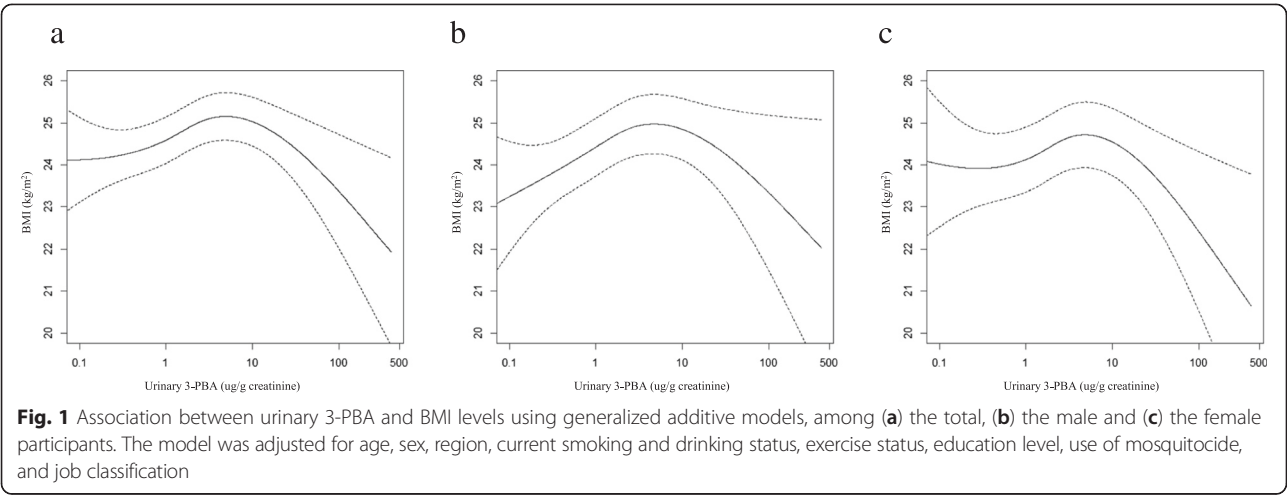 a
b
c
26
25
24
23
22
21
20
BMI (kg/m²)
0.1 1 10 100 500
Urinary 3-PBA (ug/g creatinine)
26
25
24
23
22
21
20
BMI (kg/m²)
0.1 1 10 100 500
Urinary 3-PBA (ug/g creatinine)
26
25
24
23
22
21
20
BMI (kg/m²)
0.1 1 10 100 500
Urinary 3-PBA (ug/g creatinine)
Fig. 1 Association between urinary 3-PBA and BMI levels using generalized additive models, among (a) the total, (b) the male and (c) the female
participants. The model was adjusted for age, sex, region, current smoking and drinking status, exercise status, education level, use of mosquitocide,
and job classification